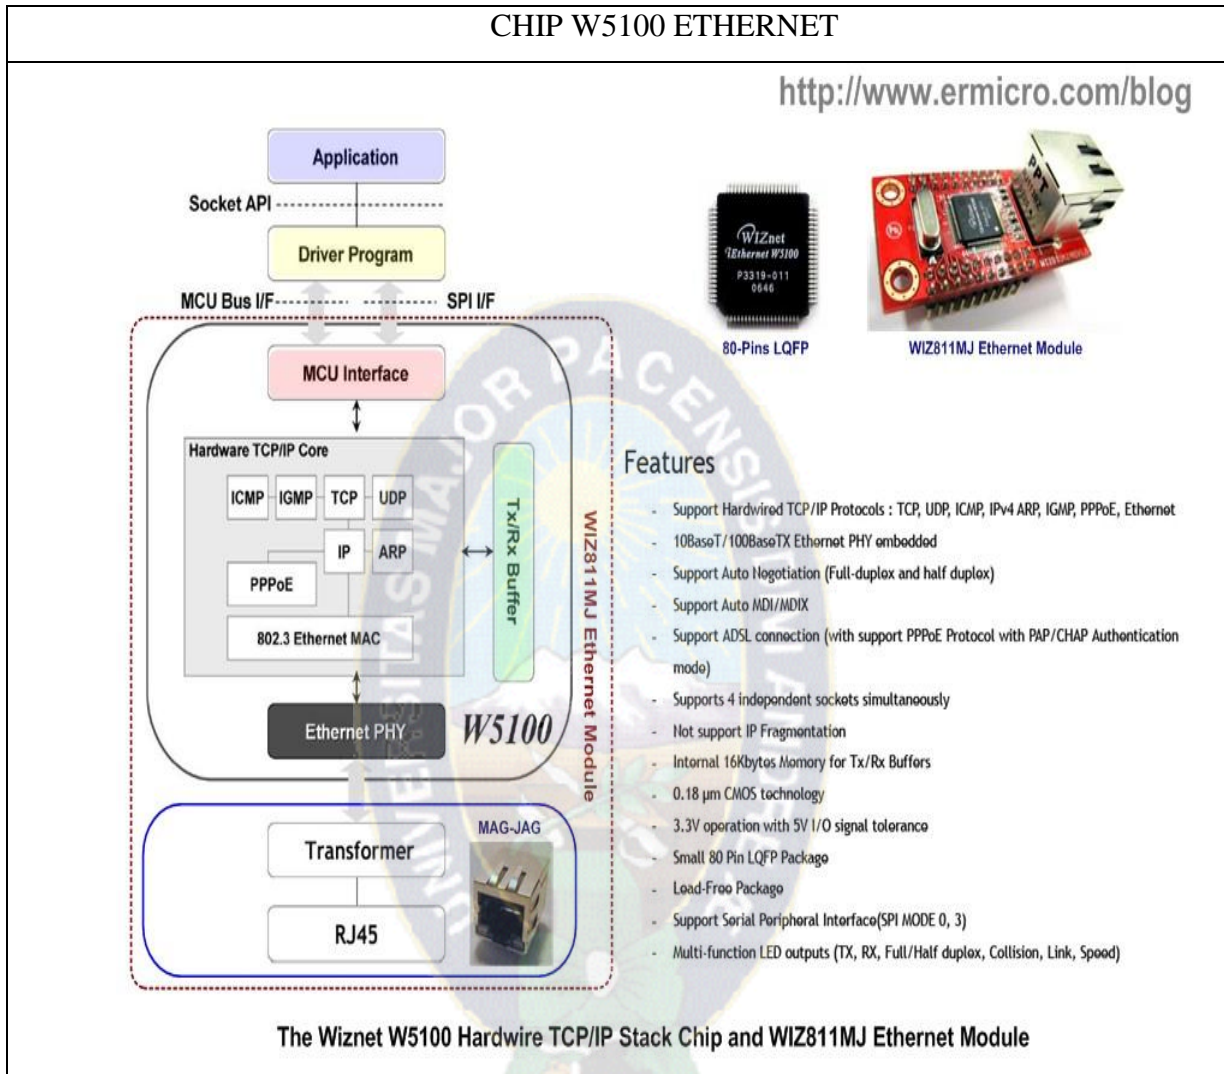 CHIP W5100 ETHERNET
http://www.ermicro.com/blog
Application
Socket API
Driver Program
MCU Bus I/F
SPI I/F
MCU Interface
Hardware TCP/IP Core
ICMP
IGMP
TCP
UDP
IP
ARP
PPPoE
802.3 Ethernet MAC
Tx/Rx Buffer
Ethernet PHY
W5100
WIZ811MJ Ethernet Module
Transformer
RJ45
MAG-JAG
WIZnet
iEthernet W5100
P3319-011
0646
80-Pins LQFP
PPT
WIZ811MJ Ethernet Module
Features
- Support Hardwired TCP/IP Protocols : TCP, UDP, ICMP, IPv4 ARP, IGMP, PPPoE, Ethernet
- 10BaseT/100BaseTX Ethernet PHY embedded
- Support Auto Negotiation (Full-duplex and half duplex)
- Support Auto MDI/MDIX
- Support ADSL connection (with support PPPoE Protocol with PAP/CHAP Authentication
mode)
- Supports 4 independent sockets simultaneously
- Not support IP Fragmentation
- Internal 16Kbytes Memory for Tx/Rx Buffers
- 0.18 µm CMOS technology
- 3.3V operation with 5V I/O signal tolerance
- Small 80 Pin LQFP Package
- Lead-Free Package
- Support Serial Peripheral Interface(SPI MODE 0, 3)
- Multi-function LED outputs (TX, RX, Full/Half duplex, Collision, Link, Speed)
UNIVERSITAS MAJOR PACENSIS DIVI ANDREÆ
The Wiznet W5100 Hardwire TCP/IP Stack Chip and WIZ811MJ Ethernet Module